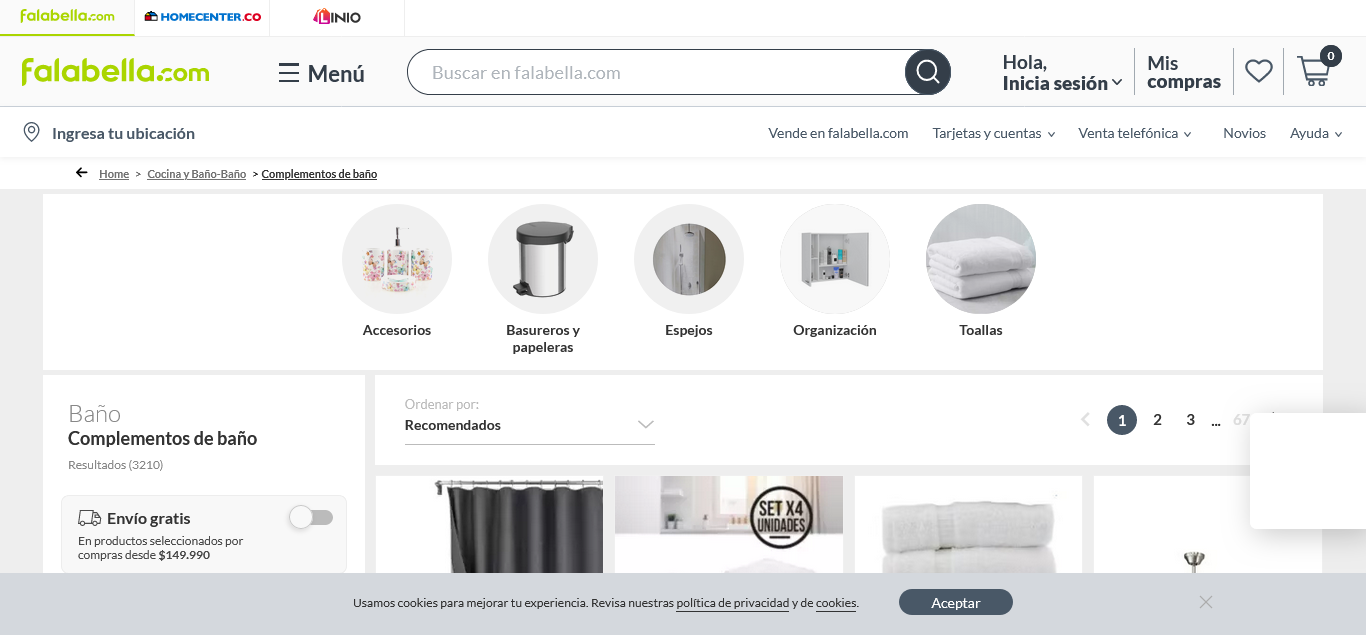 falabella.com
HOMECENTER.CO
LINIO
falabella.com
Menú
Buscar en falabella.com
Hola,
Inicia sesión
Mis
compras
0
Ingresa tu ubicación
Vende en falabella.com
Tarjetas y cuentas
Venta telefónica
Novios
Ayuda
Home > Cocina y Baño-Baño > Complementos de baño
Accesorios
Basureros y
papeleras
Espejos
Organización
Toallas
Baño
Complementos de baño
Resultados (3210)
Envío gratis
En productos seleccionados por
compras desde $149.990
Ordenar por:
Recomendados
1 2 3 ... 67
SET X4
UNIDADES
Usamos cookies para mejorar tu experiencia. Revisa nuestras política de privacidad y de cookies.
Aceptar